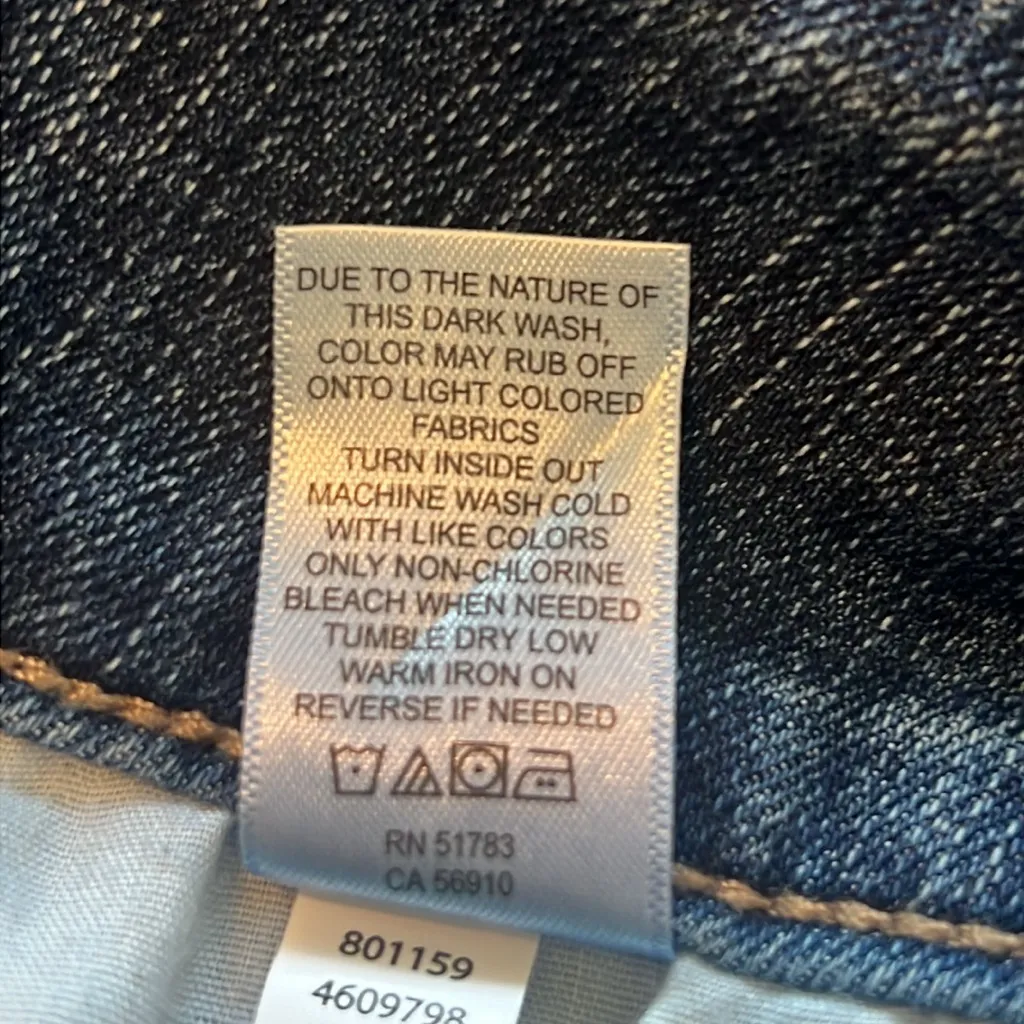 DUE TO THE NATURE OF
THIS DARK WASH,
COLOR MAY RUB OFF
ONTO LIGHT COLORED
FABRICS
TURN INSIDE OUT
MACHINE WASH COLD
WITH LIKE COLORS
ONLY NON-CHLORINE
BLEACH WHEN NEEDED
TUMBLE DRY LOW
WARM IRON ON
REVERSE IF NEEDED
RN 51783
CA 56910
801159
4609798